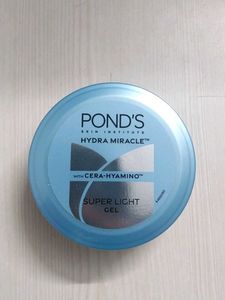 POND'S
SKIN INSTITUTE
HYDRA MIRACLE™
WITH CERA-HYAMINO™
SUPER LIGHT
GEL